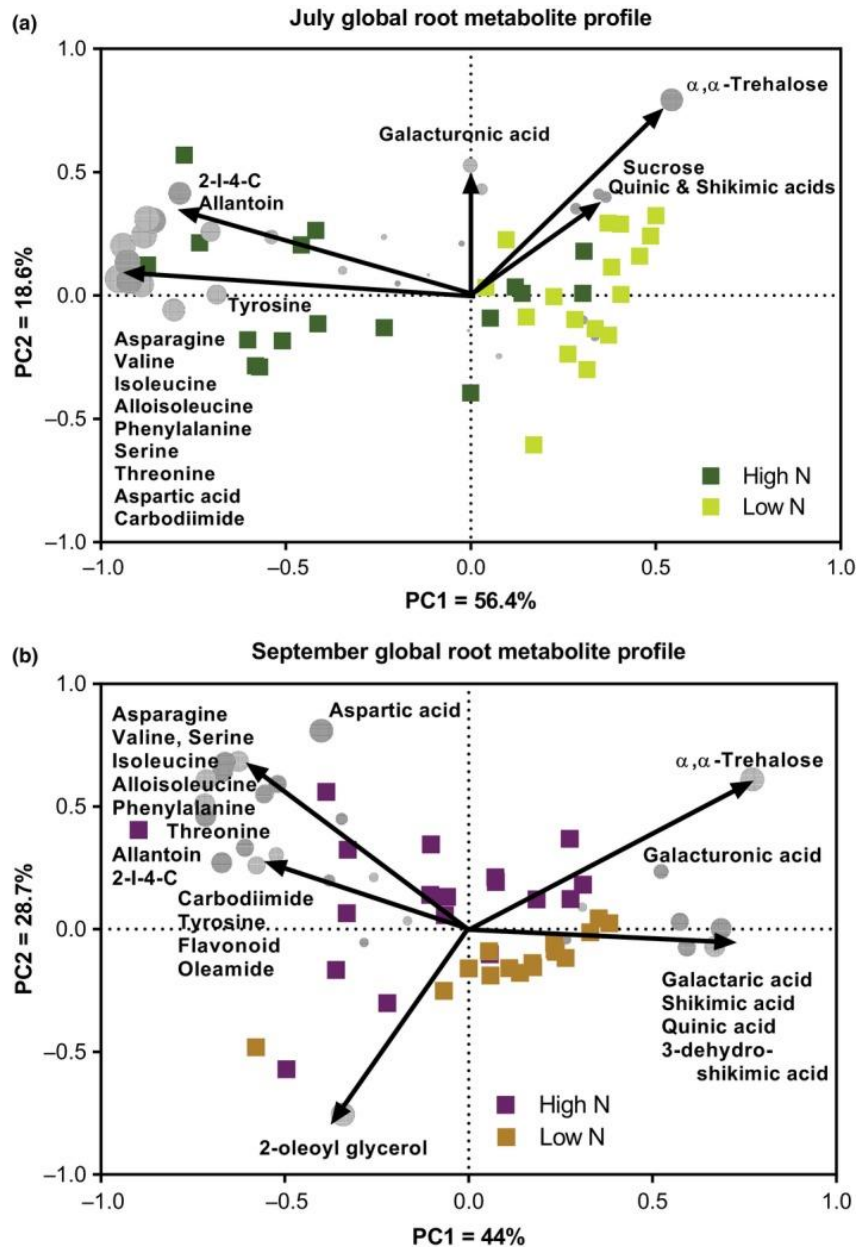 (a)
July global root metabolite profile
1.0
0.5
0.0
−0.5
−1.0
PC2 = 18.6%
α,α-Trehalose
Galacturonic acid
Sucrose
Quinic & Shikimic acids
2-I-4-C
Allantoin
Tyrosine
Asparagine
Valine
Isoleucine
Alloisoleucine
Phenylalanine
Serine
Threonine
Aspartic acid
Carbodiimide
High N
Low N
−1.0 −0.5 0.0 0.5 1.0
PC1 = 56.4%
(b)
September global root metabolite profile
1.0
0.5
0.0
−0.5
−1.0
PC2 = 28.7%
Asparagine
Valine, Serine
Isoleucine
Alloisoleucine
Phenylalanine
Threonine
Allantoin
2-I-4-C
Carbodiimide
Tyrosine
Flavonoid
Oleamide
Aspartic acid
α,α-Trehalose
Galacturonic acid
Galactaric acid
Shikimic acid
Quinic acid
3-dehydro-
shikimic acid
2-oleoyl glycerol
High N
Low N
−1.0 −0.5 0.0 0.5 1.0
PC1 = 44%